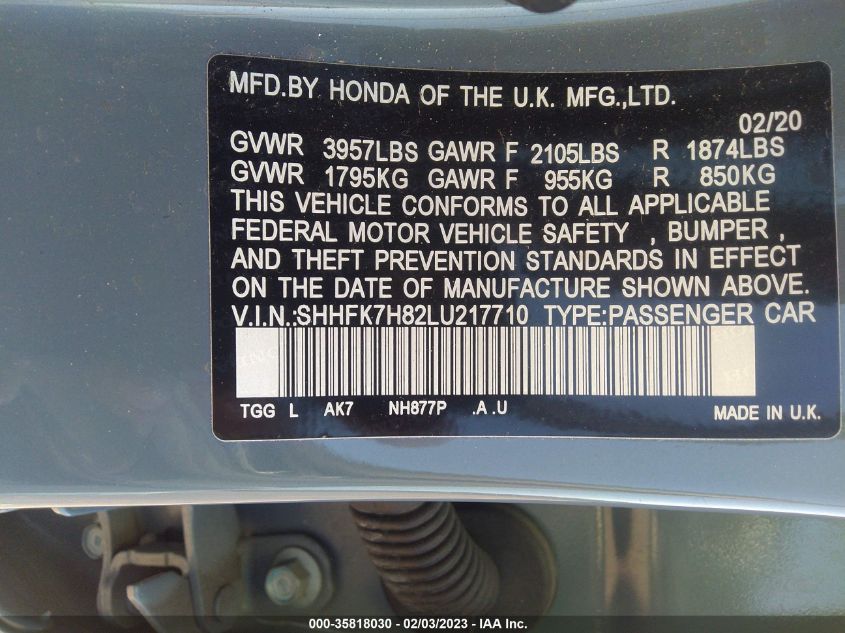 MFD.BY HONDA OF THE U.K. MFG.,LTD.
02/20
GVWR 3957LBS GAWR F 2105LBS R 1874LBS
GVWR 1795KG GAWR F 955KG R 850KG
THIS VEHICLE CONFORMS TO ALL APPLICABLE
FEDERAL MOTOR VEHICLE SAFETY , BUMPER ,
AND THEFT PREVENTION STANDARDS IN EFFECT
ON THE DATE OF MANUFACTURE SHOWN ABOVE.
V.I.N.:SHHFK7H82LU217710 TYPE:PASSENGER CAR
TGG L AK7 NH877P .A .U MADE IN U.K.
000-35818030 - 02/03/2023 - IAA Inc.